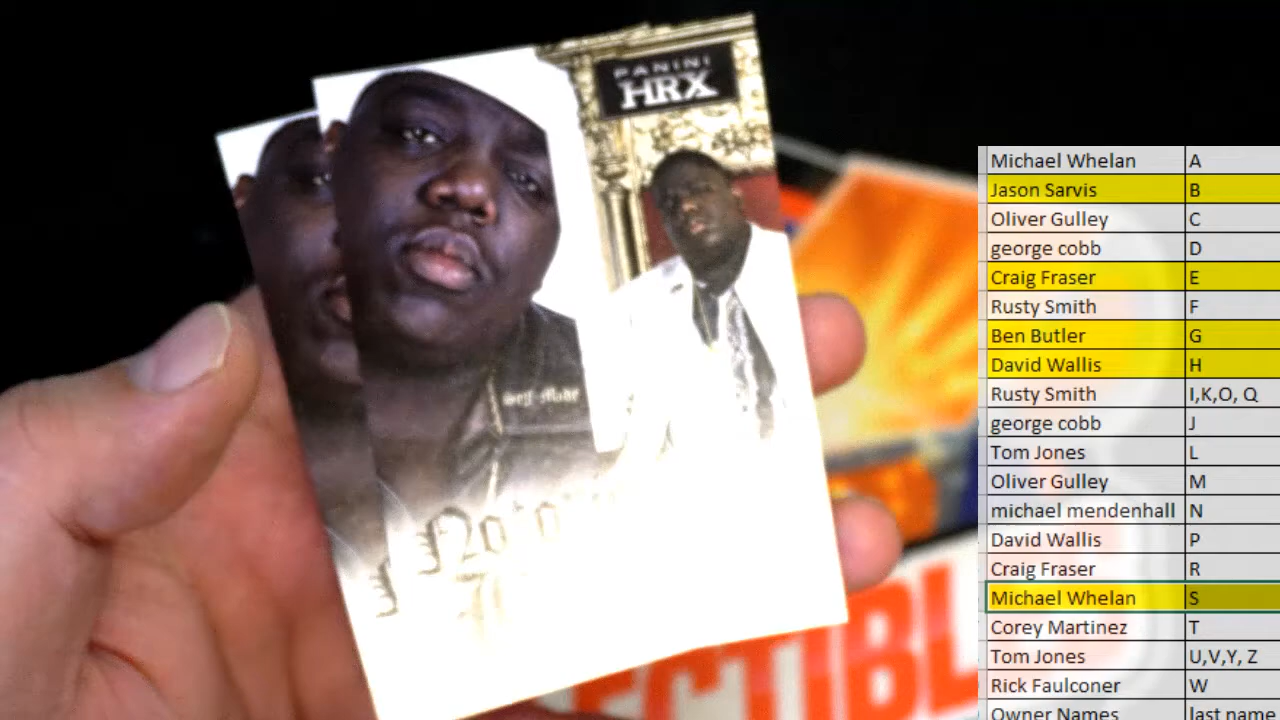 PANINI
HRX
Self-Made
Michael Whelan A
Jason Sarvis B
Oliver Gulley C
george cobb D
Craig Fraser E
Rusty Smith F
Ben Butler G
David Wallis H
Rusty Smith I,K,O, Q
george cobb J
Tom Jones L
Oliver Gulley M
michael mendenhall N
David Wallis P
Craig Fraser R
Michael Whelan S
Corey Martinez T
Tom Jones U,V,Y, Z
Rick Faulconer W
Owner Names last name